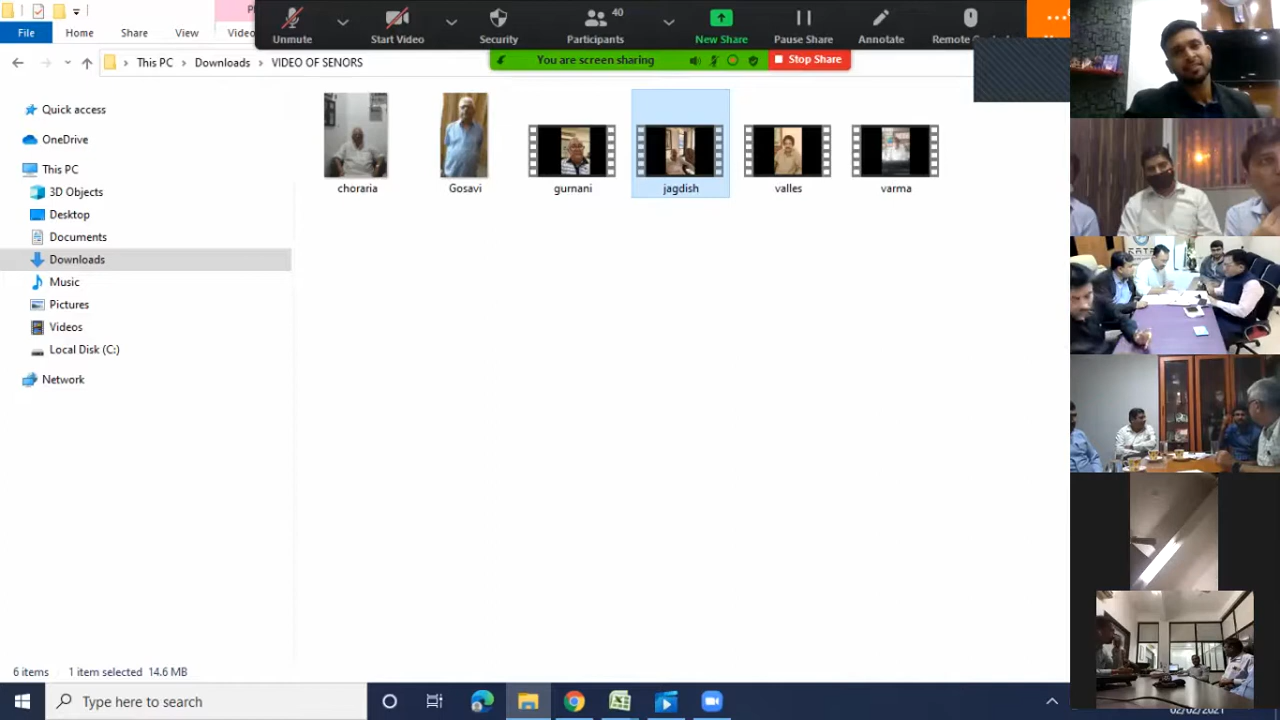 40
Unmute Start Video Security Participants New Share Pause Share Annotate
File Home Share View
You are screen sharing Stop Share
This PC Downloads VIDEO OF SENORS
Quick access
OneDrive
This PC
3D Objects
Desktop
Documents
Downloads
Music
Pictures
Videos
Local Disk (C:)
Network
choraria Gosavi gurnani jagdish valles varma
6 items 1 item selected 14.6 MB
Type here to search
02/02/2021